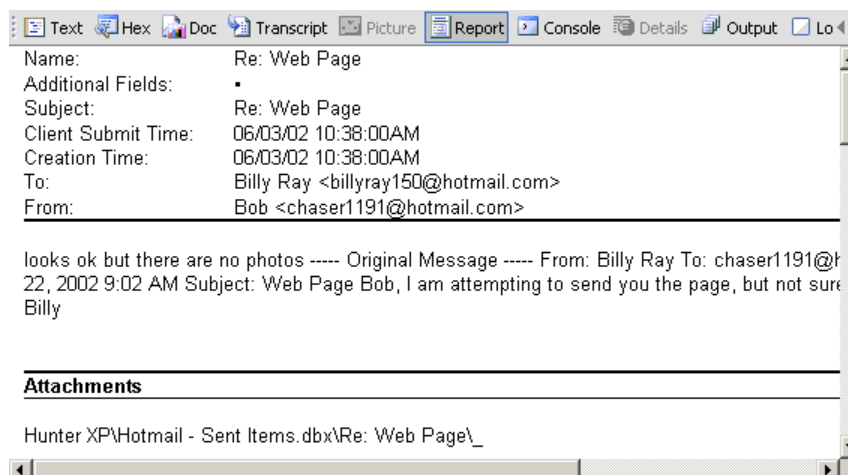 Text Hex Doc Transcript Picture Report Console Details Output Lo
Name: Re: Web Page
Additional Fields: •
Subject: Re: Web Page
Client Submit Time: 06/03/02 10:38:00AM
Creation Time: 06/03/02 10:38:00AM
To: Billy Ray <billyray150@hotmail.com>
From: Bob <chaser1191@hotmail.com>
looks ok but there are no photos ----- Original Message ----- From: Billy Ray To: chaser1191@h
22, 2002 9:02 AM Subject: Web Page Bob, I am attempting to send you the page, but not sure
Billy
Attachments
Hunter XP\Hotmail - Sent Items.dbx\Re: Web Page\_